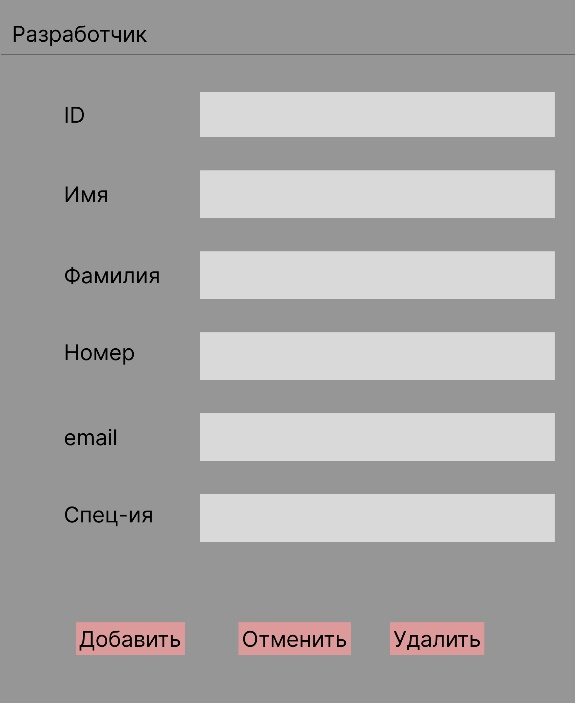 Разработчик
ID
Имя
Фамилия
Номер
email
Спец-ия
Добавить Отменить Удалить